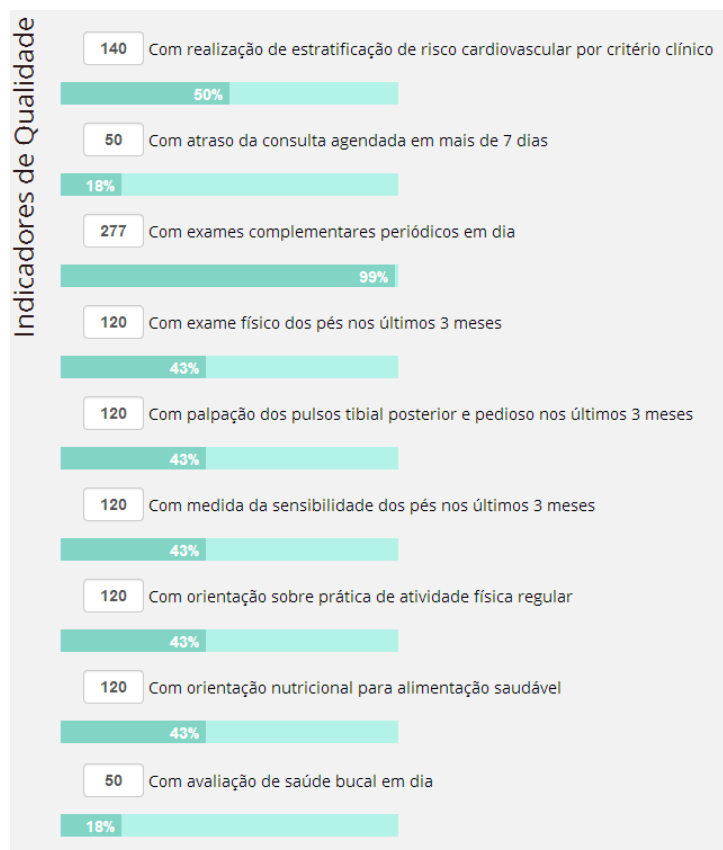 Indicadores de Qualidade
140 Com realização de estratificação de risco cardiovascular por critério clínico
50%
50 Com atraso da consulta agendada em mais de 7 dias
18%
277 Com exames complementares periódicos em dia
99%
120 Com exame físico dos pés nos últimos 3 meses
43%
120 Com palpação dos pulsos tibial posterior e pedioso nos últimos 3 meses
43%
120 Com medida da sensibilidade dos pés nos últimos 3 meses
43%
120 Com orientação sobre prática de atividade física regular
43%
120 Com orientação nutricional para alimentação saudável
43%
50 Com avaliação de saúde bucal em dia
18%